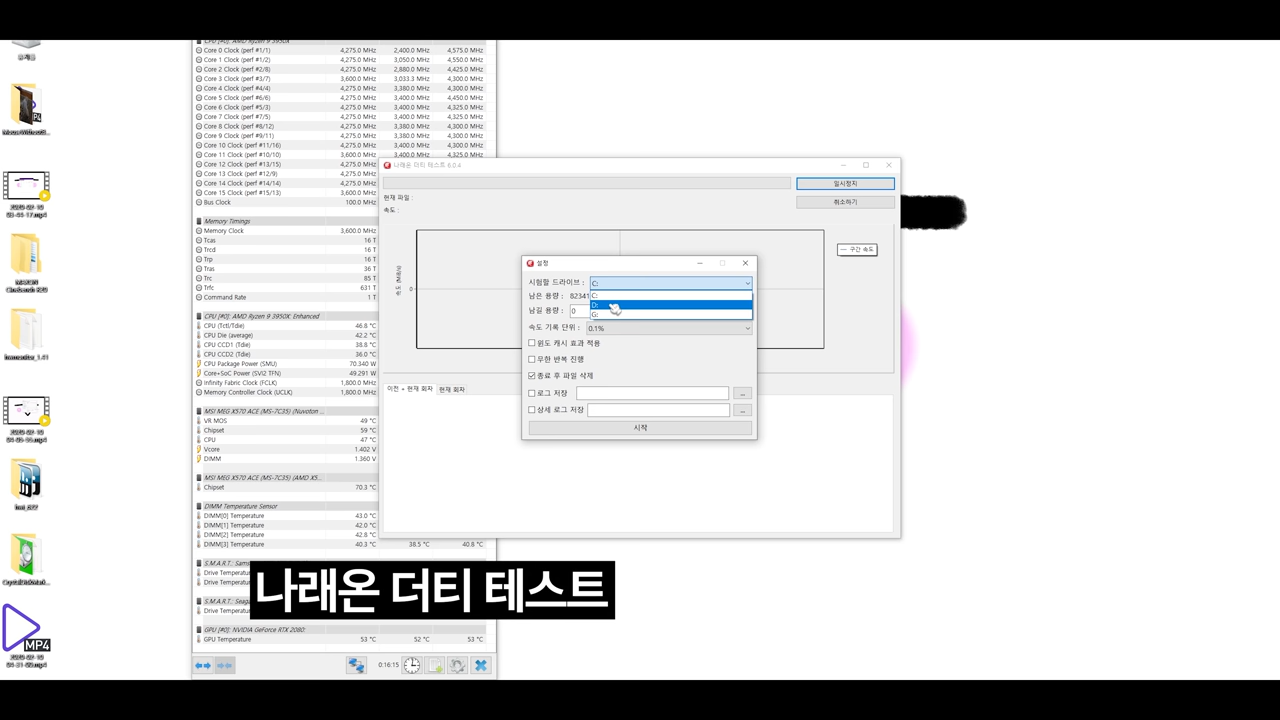 휴지통
CPU [#0]: AMD Ryzen 9 3950X
Core 0 Clock (perf #1/1) 4,275.0 MHz 2,400.0 MHz 4,575.0 MHz
Core 1 Clock (perf #1/2) 4,275.0 MHz 3,050.0 MHz 4,550.0 MHz
Core 2 Clock (perf #2/8) 4,275.0 MHz 2,880.0 MHz 4,425.0 MHz
Core 3 Clock (perf #2/7) 3,600.0 MHz 3,033.3 MHz 4,300.0 MHz
Core 4 Clock (perf #3/4) 4,275.0 MHz 3,380.0 MHz 4,300.0 MHz
Core 5 Clock (perf #4/6) 3,600.0 MHz 3,400.0 MHz 4,450.0 MHz
Core 6 Clock (perf #5/3) 4,275.0 MHz 3,400.0 MHz 4,325.0 MHz
Core 7 Clock (perf #6/5) 4,275.0 MHz 3,400.0 MHz 4,325.0 MHz
Core 8 Clock (perf #8/12) 4,275.0 MHz 3,380.0 MHz 4,300.0 MHz
Core 9 Clock (perf #9/11) 4,275.0 MHz 3,380.0 MHz 4,300.0 MHz
Core 10 Clock (perf #11/16) 4,275.0 MHz 3,380.0 MHz 4,300.0 MHz
Core 11 Clock (perf #10/10) 3,600.0 MHz 3,400.0 MHz 4,325.0 MHz
Core 12 Clock (perf #13/15) 4,275.0 MHz
Core 13 Clock (perf #12/9) 3,600.0 MHz
Core 14 Clock (perf #14/14) 4,275.0 MHz
Core 15 Clock (perf #15/13) 3,600.0 MHz
Bus Clock 100.0 MHz
Memory Timings
Memory Clock 3,600.0 MHz
Tcas 16 T
Trcd 16 T
Trp 16 T
Tras 36 T
Trc 85 T
Trfc 631 T
Command Rate 1 T
CPU [#0]: AMD Ryzen 9 3950X: Enhanced
CPU (Tctl/Tdie) 46.8 °C
CPU Die (average) 42.2 °C
CPU CCD1 (Tdie) 38.8 °C
CPU CCD2 (Tdie) 36.0 °C
CPU Package Power (SMU) 70.340 W
Core+SoC Power (SVI2 TFN) 49.291 W
Infinity Fabric Clock (FCLK) 1,800.0 MHz
Memory Controller Clock (UCLK) 1,800.0 MHz
MSI MEG X570 ACE (MS-7C35) (Nuvoton ...
VR MOS 49 °C
Chipset 59 °C
CPU 47 °C
Vcore 1.402 V
DIMM 1.360 V
MSI MEG X570 ACE (MS-7C35) (AMD X5...
Chipset 70.3 °C
DIMM Temperature Sensor
DIMM[0] Temperature 43.0 °C
DIMM[1] Temperature 42.0 °C
DIMM[2] Temperature 42.8 °C
DIMM[3] Temperature 40.3 °C 38.5 °C 40.8 °C
S.M.A.R.T.: Sams
Drive Temperatu
Drive Temperatu
S.M.A.R.T.: Seag
Drive Temperatu
GPU [#0]: NVIDIA GeForce RTX 2080:
GPU Temperature 53 °C 52 °C 53 °C
0:16:15
나래온 더티 테스트 6.0.4
일시정지
취소하기
현재 파일 :
속도 :
속도 (MB/s)
0
구간 속도
이전 + 현재 회차 현재 회차
설정
시험할 드라이브 : C:
C:
D:
G:
남은 용량 : 82341
남길 용량 : 0
속도 기록 단위 : 0.1%
윈도 캐시 효과 적용
무한 반복 진행
종료 후 파일 삭제
로그 저장 ...
상세 로그 저장 ...
시작
나래온 더티 테스트
MP4